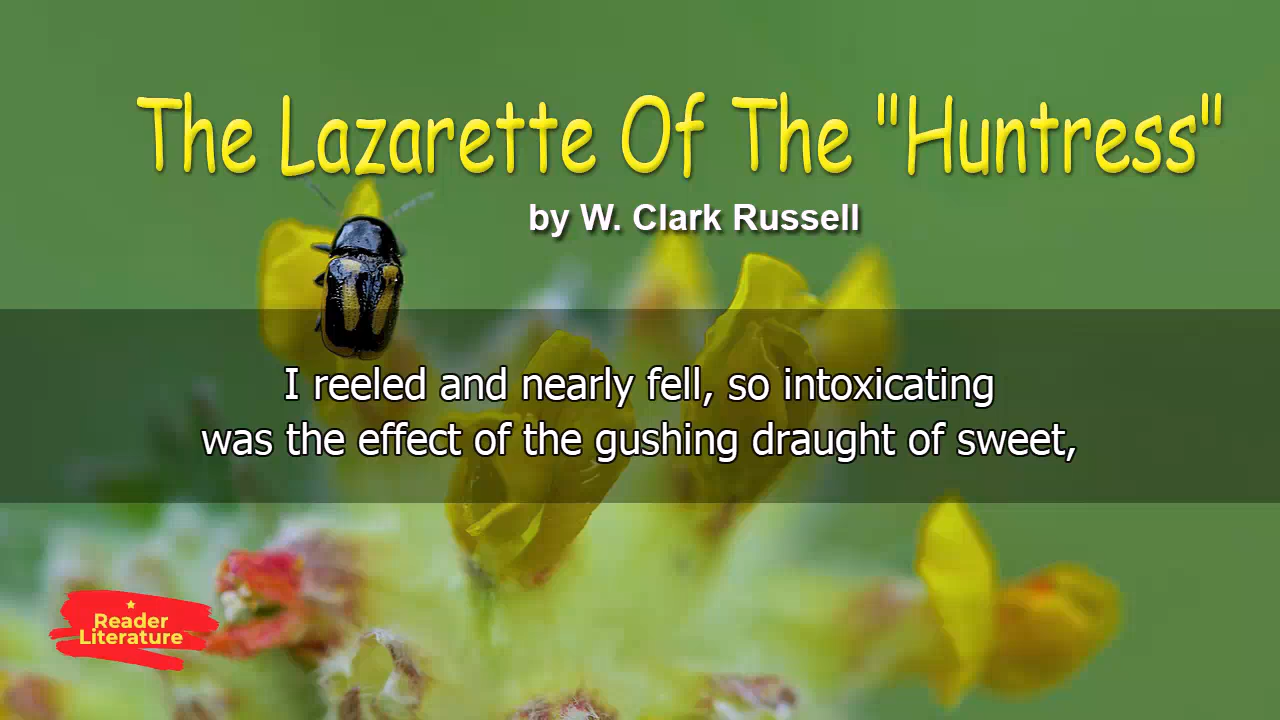 The Lazarette Of The "Huntress"
by W. Clark Russell
I reeled and nearly fell, so intoxicating
was the effect of the gushing draught of sweet,
Reader
Literature